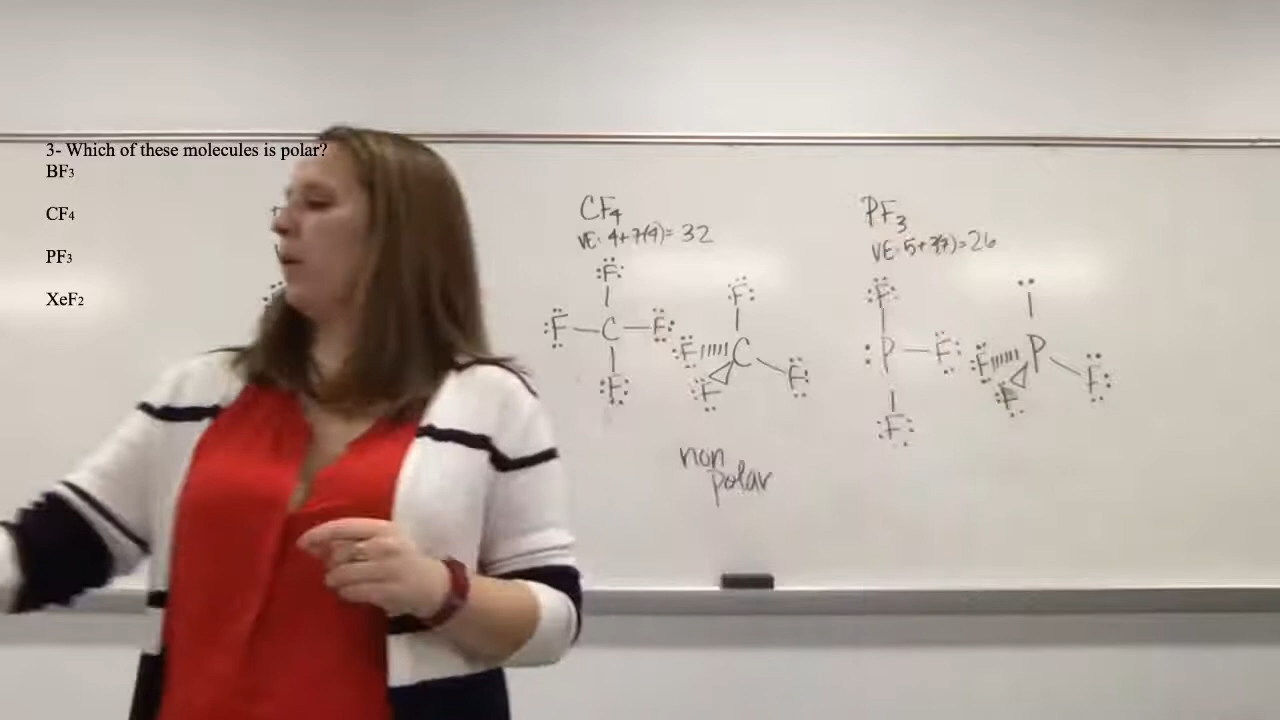 3- Which of these molecules is polar?
BF3
CF4
PF3
XeF2
CF4
VE: 4+7(4)= 32
F
F C F
F
F
F C
F F
non
polar
PF3
VE: 5+3(7)=26
F
P F
F
F P
F F